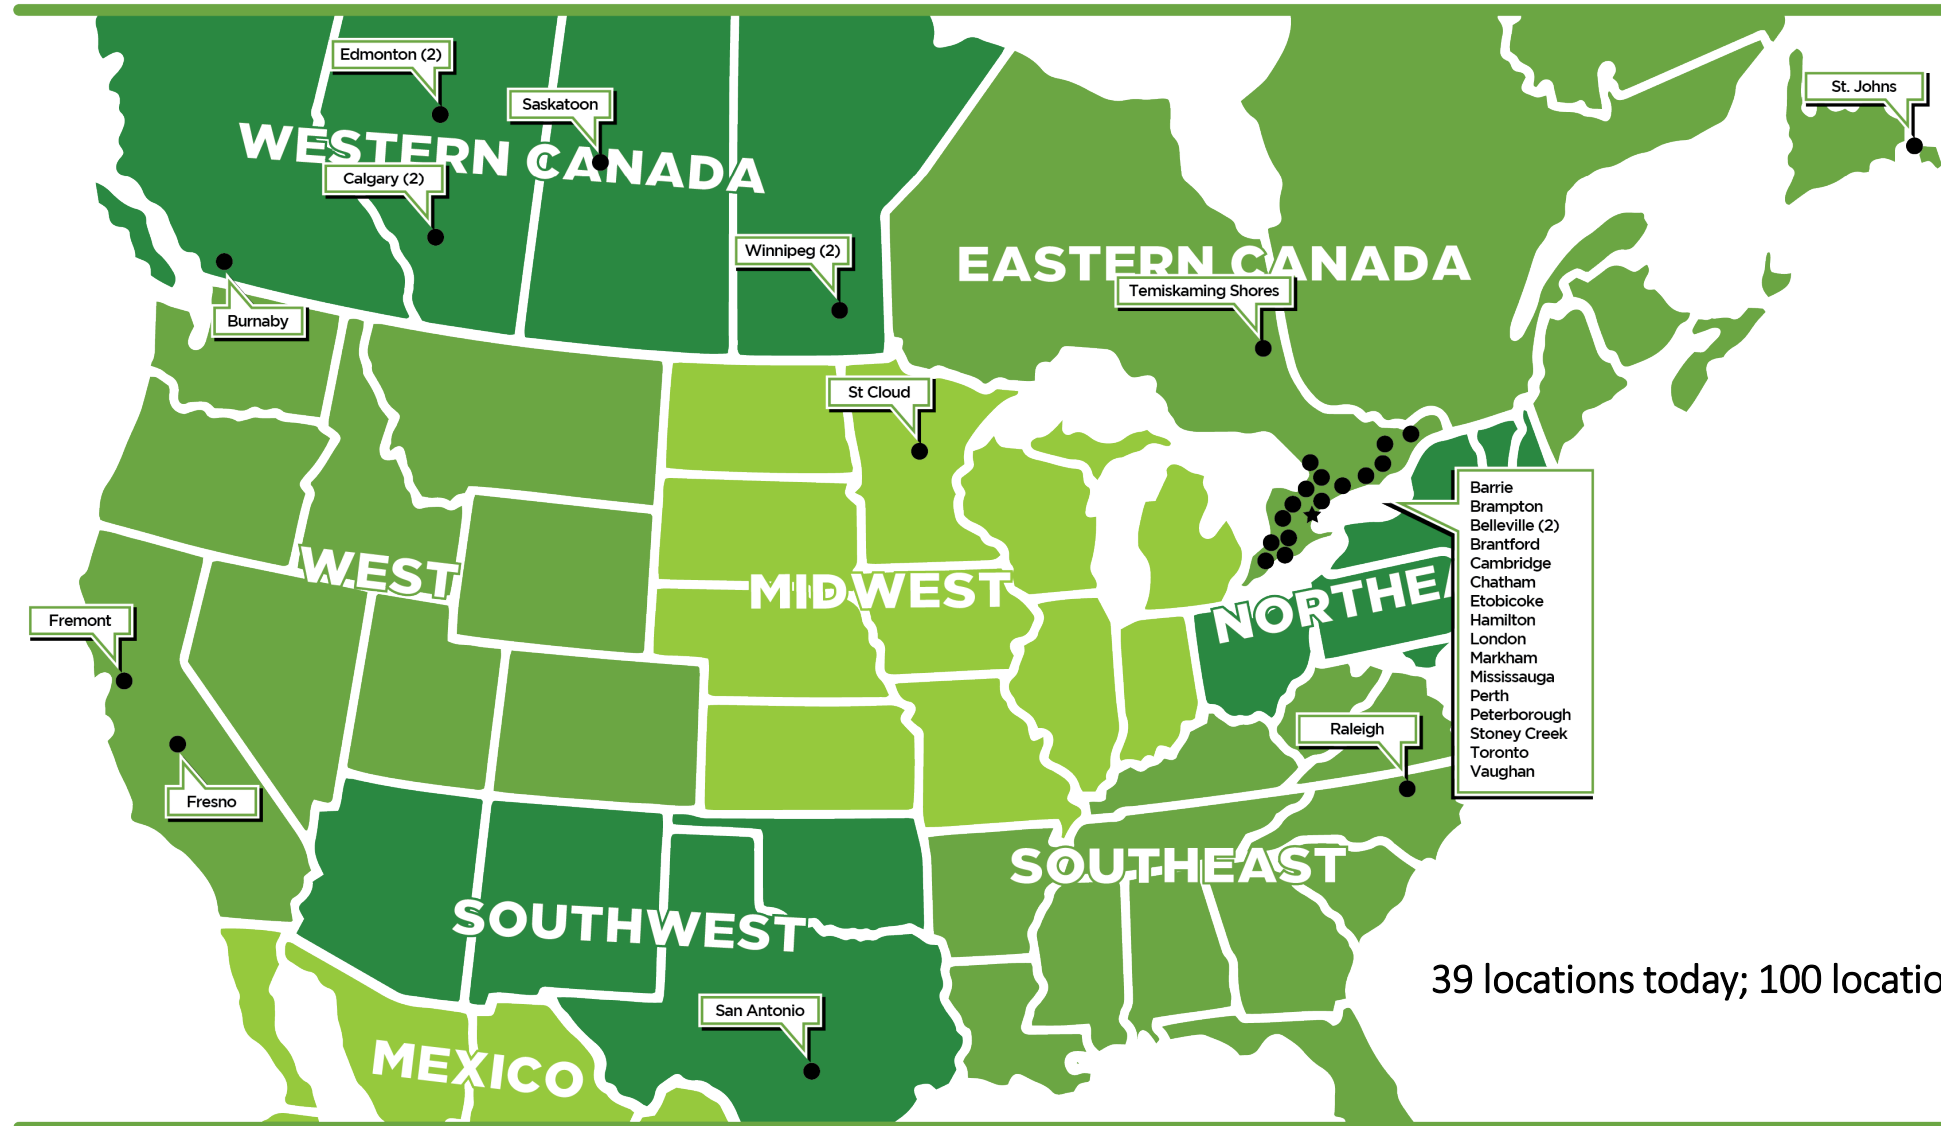 Edmonton (2)
Saskatoon
St. Johns
WESTERN CANADA
Calgary (2)
Winnipeg (2)
EASTERN CANADA
Temiskaming Shores
Burnaby
St Cloud
Barrie
Brampton
Belleville (2)
Brantford
Cambridge
Chatham
Etobicoke
Hamilton
London
Markham
Mississauga
Perth
Peterborough
Stoney Creek
Toronto
Vaughan
WEST
MIDWEST
NORTHEA
Fremont
Raleigh
Fresno
SOUTHEAST
SOUTHWEST
39 locations today; 100 locatio
San Antonio
MEXICO